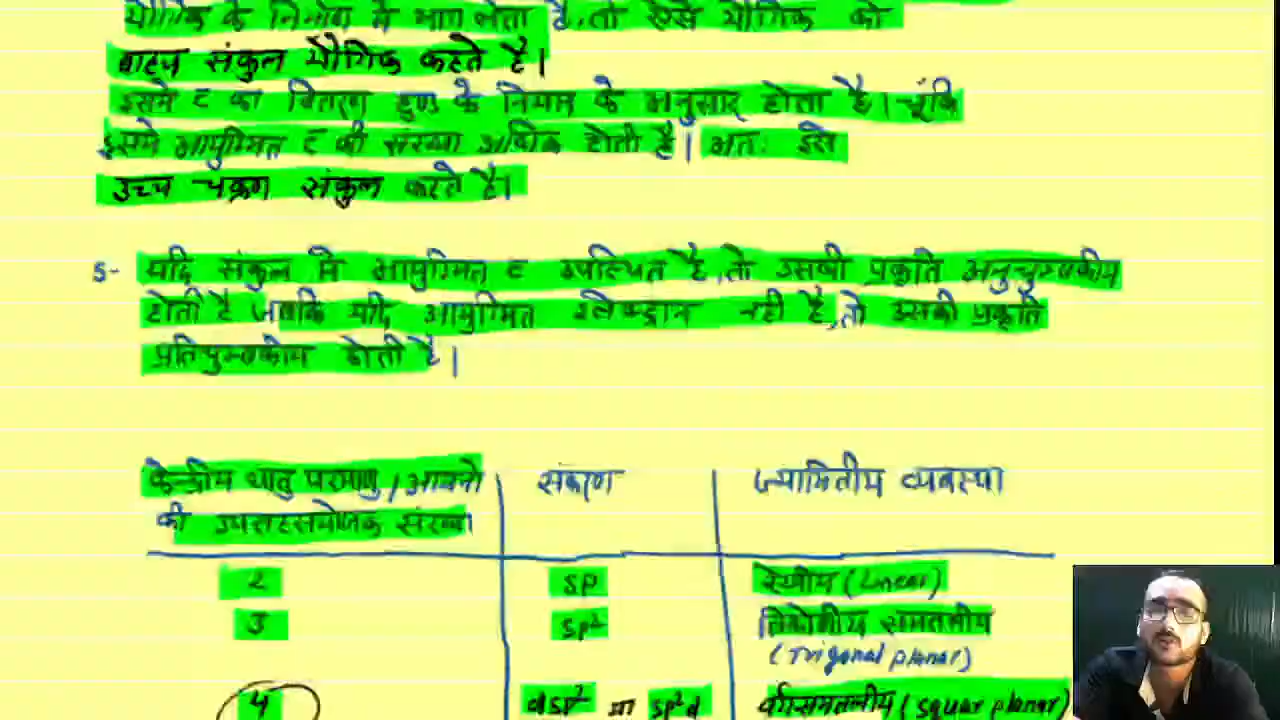 यौगिक के निर्माण में भाग लेता है, तो ऐसे यौगिक को
बाह्य संकुल यौगिक कहते है।
इसमे ē का वितरण हुण्ड के नियम के अनुसार होता है। चूंकि
इसमे अयुग्मित ē की संख्या अधिक होती है। अतः इसे
उच्च चक्रण संकुल कहते है।
5- यदि संकुल मे अयुग्मित ē उपस्थित है, तो उसकी प्रकृति अनुचुम्बकीय
होती है जबकि यदि अयुग्मित इलेक्ट्रान नही है, तो उसकी प्रकृति
प्रतिचुम्बकीय होती है।
केन्द्रीय धातु परमाणु / आयनो संकरण ज्यामितीय व्यवस्था
की उपसहसंयोजक संख्या
2 sp रेखीय (Linear)
3 sp² त्रिकोणीय समतलीय
(Trigonal planar)
4 dsp² या sp²d वर्गसमतलीय (squar planar)